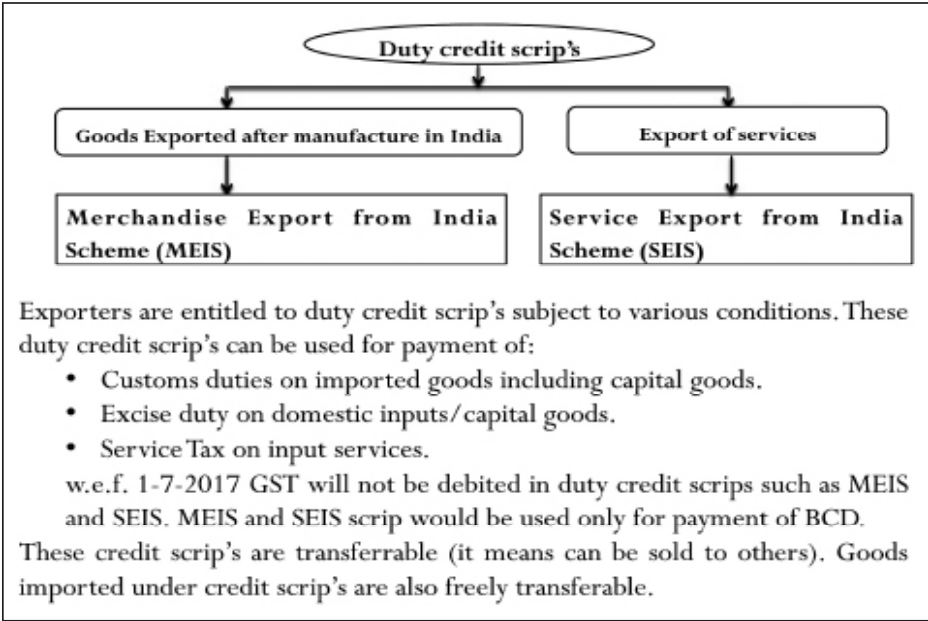 Duty credit scrip's
Goods Exported after manufacture in India
Export of services
Merchandise Export from India
Scheme (MEIS)
Service Export from India
Scheme (SEIS)
Exporters are entitled to duty credit scrip's subject to various conditions. These
duty credit scrip's can be used for payment of:
• Customs duties on imported goods including capital goods.
• Excise duty on domestic inputs/capital goods.
• Service Tax on input services.
w.e.f. 1-7-2017 GST will not be debited in duty credit scrips such as MEIS
and SEIS. MEIS and SEIS scrip would be used only for payment of BCD.
These credit scrip's are transferrable (it means can be sold to others). Goods
imported under credit scrip's are also freely transferable.